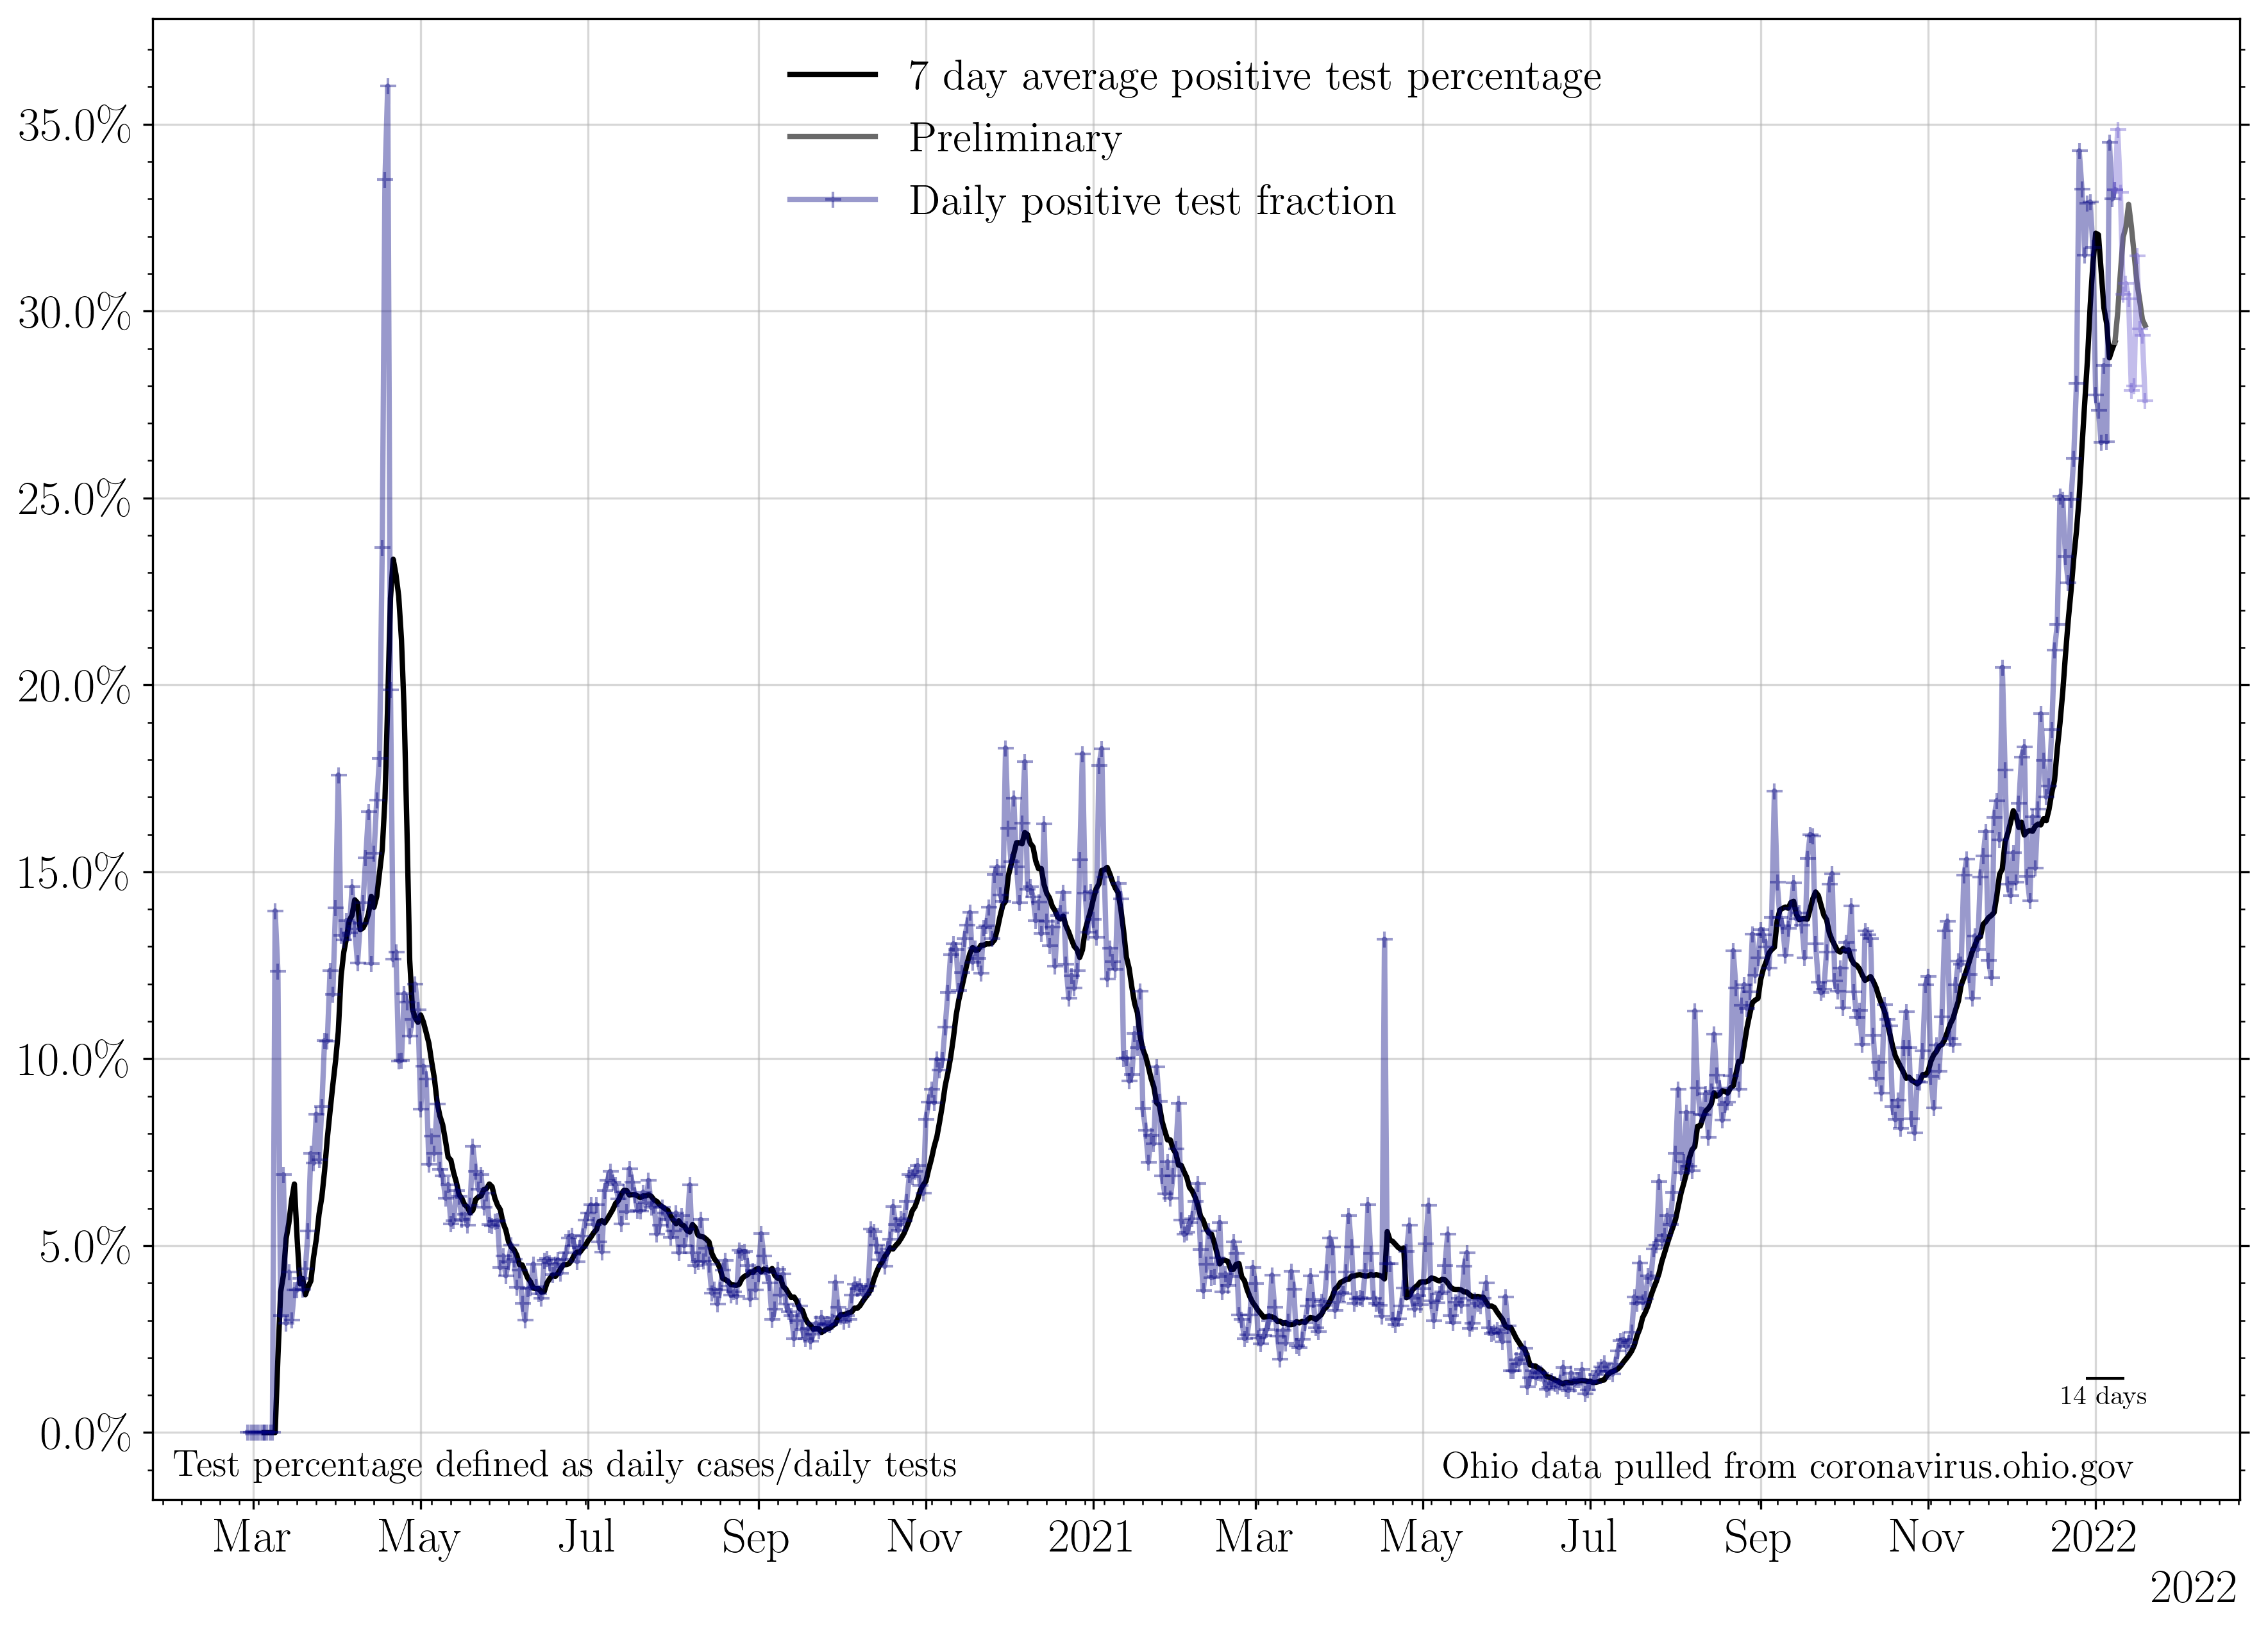 7 day average positive test percentage
Preliminary
Daily positive test fraction
35.0%
30.0%
25.0%
20.0%
15.0%
10.0%
5.0%
0.0%
14 days
Test percentage defined as daily cases/daily tests
Ohio data pulled from coronavirus.ohio.gov
Mar May Jul Sep Nov 2021 Mar May Jul Sep Nov 2022
2022